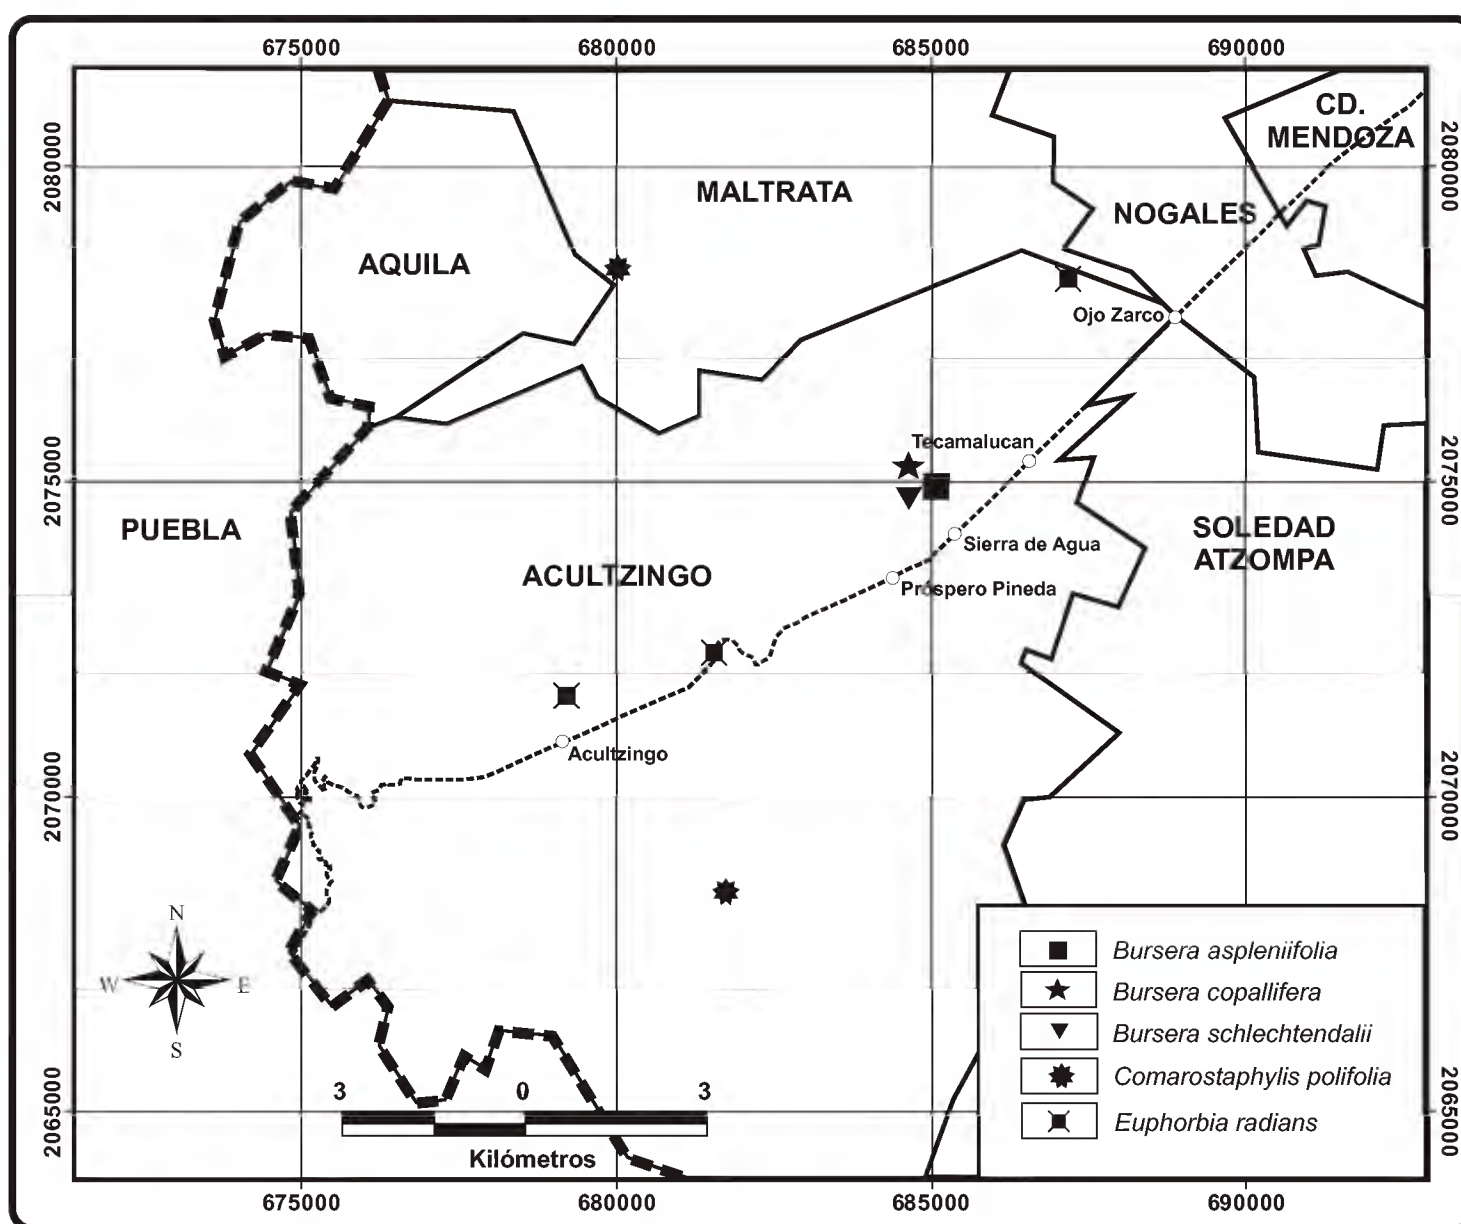 675000 680000 685000 690000
CD.
MENDOZA
2080000
2080000
MALTRATA
NOGALES
AQUILA
Ojo Zarco
Tecamalucan
2075000
2075000
PUEBLA
SOLEDAD
ATZOMPA
Sierra de Agua
ACULTZINGO
Próspero Pineda
Acultzingo
2070000
2070000
N
W E
S
Bursera aspleniifolia
Bursera copallifera
Bursera schlechtendalii
Comarostaphylis polifolia
Euphorbia radians
3 0 3
Kilómetros
2065000
2065000
675000 680000 685000 690000